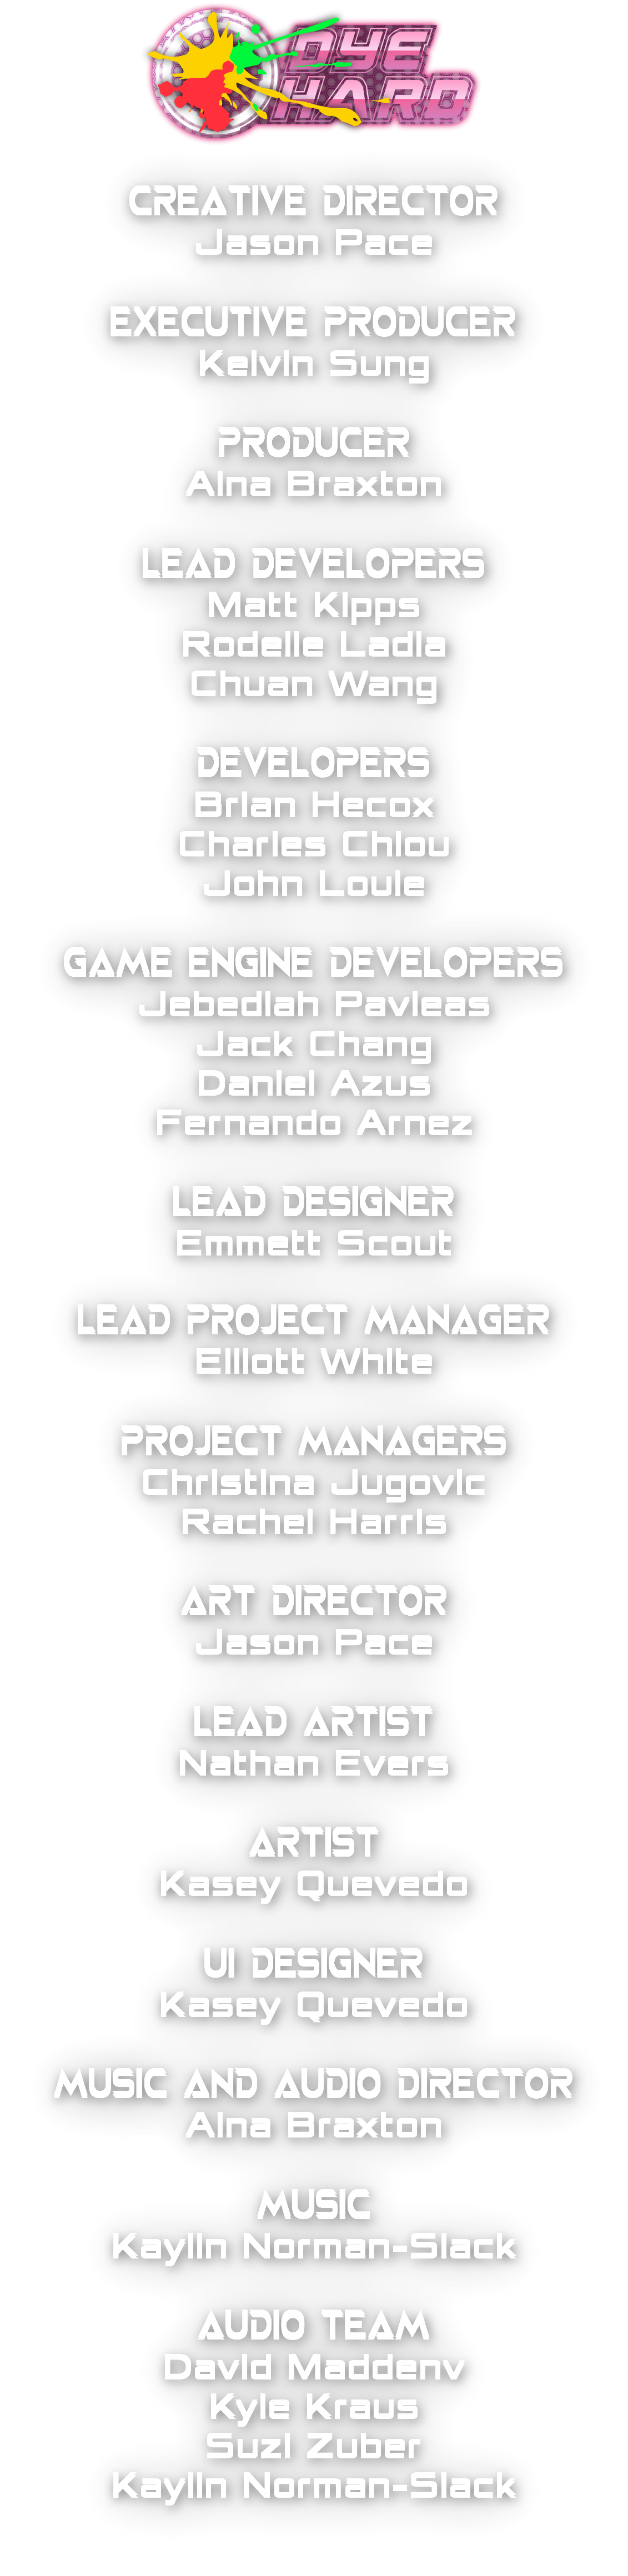 DYE
HARD
CREATIVE DIRECTOR
Jason Pace
EXECUTIVE PRODUCER
Kelvin Sung
PRODUCER
Aina Braxton
LEAD DEVELOPERS
Matt Kipps
Rodelle Ladia
Chuan Wang
DEVELOPERS
Brian Hecox
Charles Chiou
John Louie
GAME ENGINE DEVELOPERS
Jebediah Pavleas
Jack Chang
Daniel Azus
Fernando Arnez
LEAD DESIGNER
Emmett Scout
LEAD PROJECT MANAGER
Elliott White
PROJECT MANAGERS
Christina Jugovic
Rachel Harris
ART DIRECTOR
Jason Pace
LEAD ARTIST
Nathan Evers
ARTIST
Kasey Quevedo
UI DESIGNER
Kasey Quevedo
MUSIC AND AUDIO DIRECTOR
Aina Braxton
MUSIC
Kaylin Norman-Slack
AUDIO TEAM
David Maddenv
Kyle Kraus
Suzi Zuber
Kaylin Norman-Slack